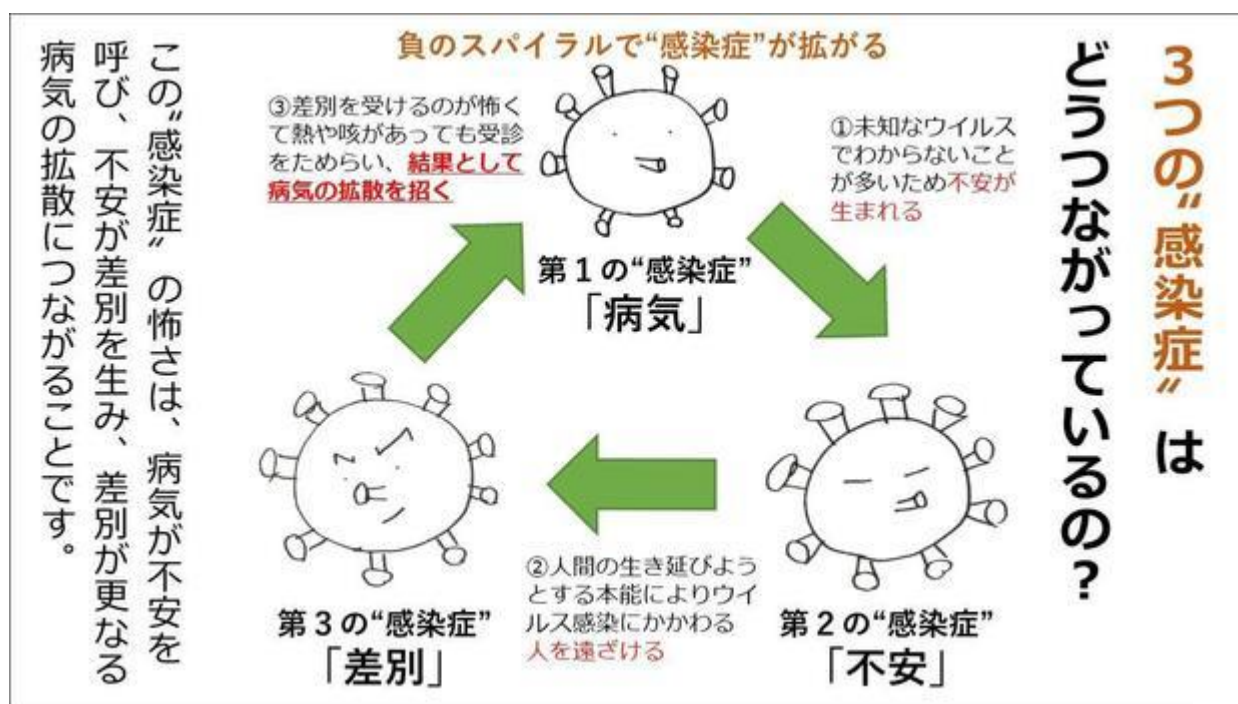 3つの“感染症”は
どうつながっているの？
負のスパイラルで“感染症”が拡がる
第1の“感染症”
「病気」
①未知なウイルス
でわからないこと
が多いため不安が
生まれる
第2の“感染症”
「不安」
②人間の生き延びよう
とする本能によりウイ
ルス感染にかかわる
人を遠ざける
第3の“感染症”
「差別」
③差別を受けるのが怖く
て熱や咳があっても受診
をためらい、結果として
病気の拡散を招く
この“感染症”の怖さは、病気が不安を
呼び、不安が差別を生み、差別が更なる
病気の拡散につながることです。